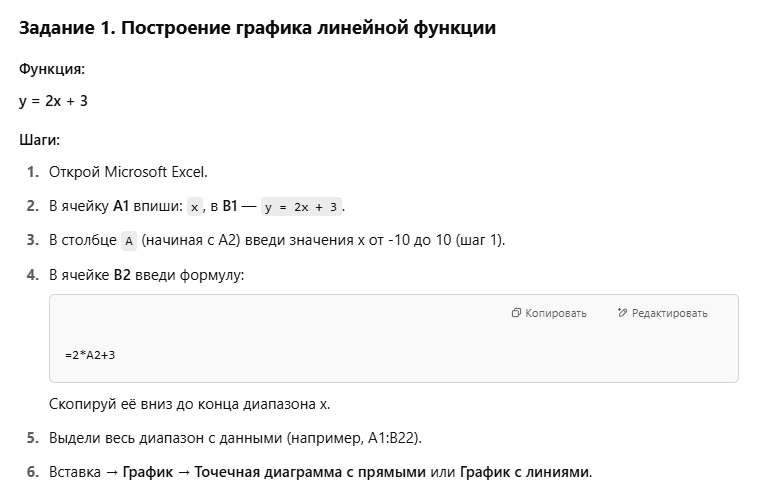 Задание 1. Построение графика линейной функции
Функция:
y = 2x + 3
Шаги:
1. Открой Microsoft Excel.
2. В ячейку A1 впиши: x, в B1 — y = 2x + 3.
3. В столбце A (начиная с A2) введи значения x от -10 до 10 (шаг 1).
4. В ячейке B2 введи формулу:
Копировать Редактировать
=2*A2+3
Скопируй её вниз до конца диапазона x.
5. Выдели весь диапазон с данными (например, A1:B22).
6. Вставка → График → Точечная диаграмма с прямыми или График с линиями.